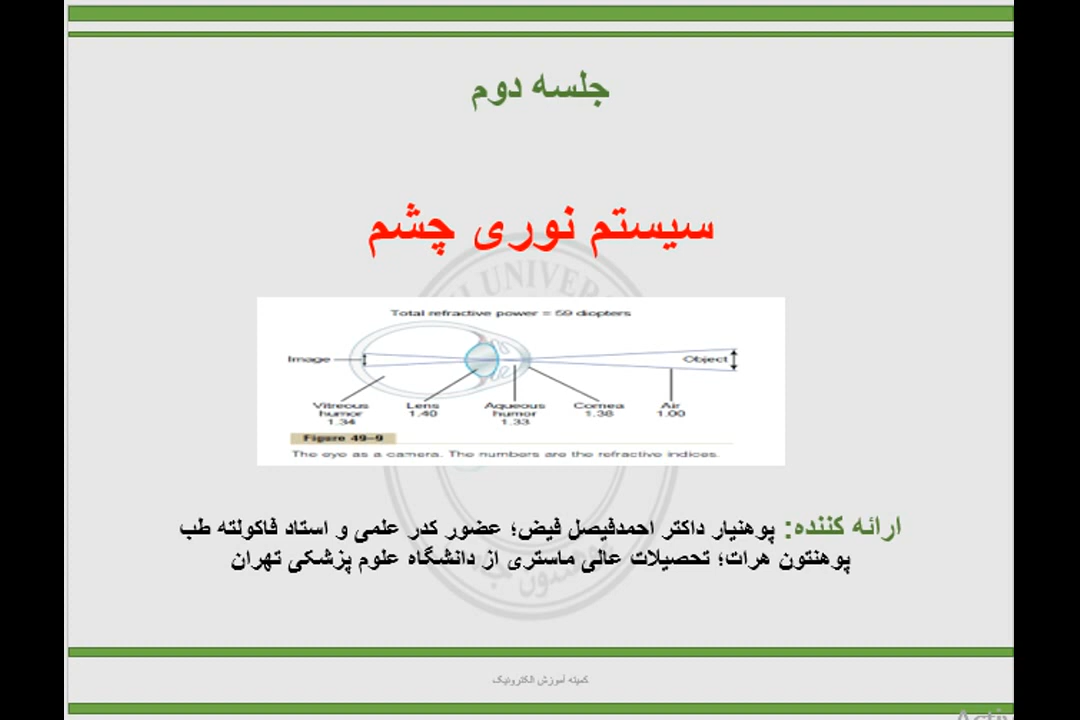 جلسه دوم
سیستم نوری چشم
UNIVER
Total refractive power = 59 diopters
Image
Object
Vitreous humor 1.34
Lens 1.40
Aqueous humor 1.33
Cornea 1.38
Air 1.00
Figure 49-9
The eye as a camera. The numbers are the refractive indices.
ارائه کننده: پوهنیار داکتر احمدفیصل فیض؛ عضور کدر علمی و استاد فاکولته طب
پوهنتون هرات؛ تحصیلات عالی ماستری از دانشگاه علوم پزشکی تهران
کمیته آموزش الکترونیک
Activ